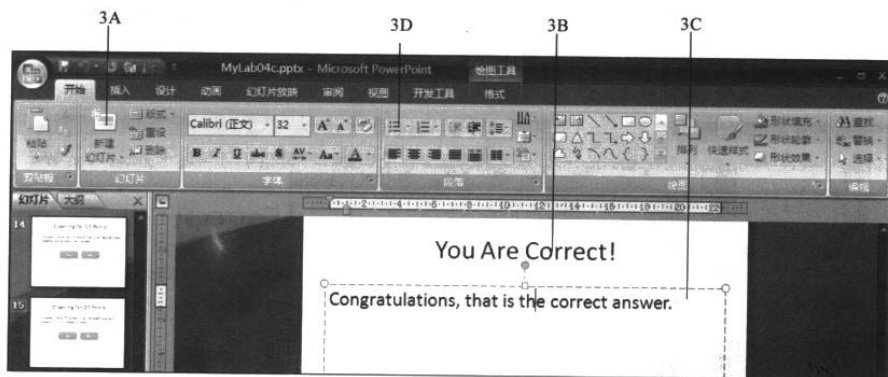 3A 3D 3B 3C
MyLab04c.pptx - Microsoft PowerPoint 绘图工具
开始 插入 设计 动画 幻灯片放映 审阅 视图 开发工具 格式
粘贴 新建 幻灯片 版式 重设 删除 Calibri (正文) 32 排列 快速样式 形状填充 形状轮廓 形状效果 查找 替换 选择
B I U abe S AV Aa A
剪贴板 幻灯片 字体 段落 绘图 编辑
幻灯片 大纲
14
15
You Are Correct!
Congratulations, that is the correct answer.